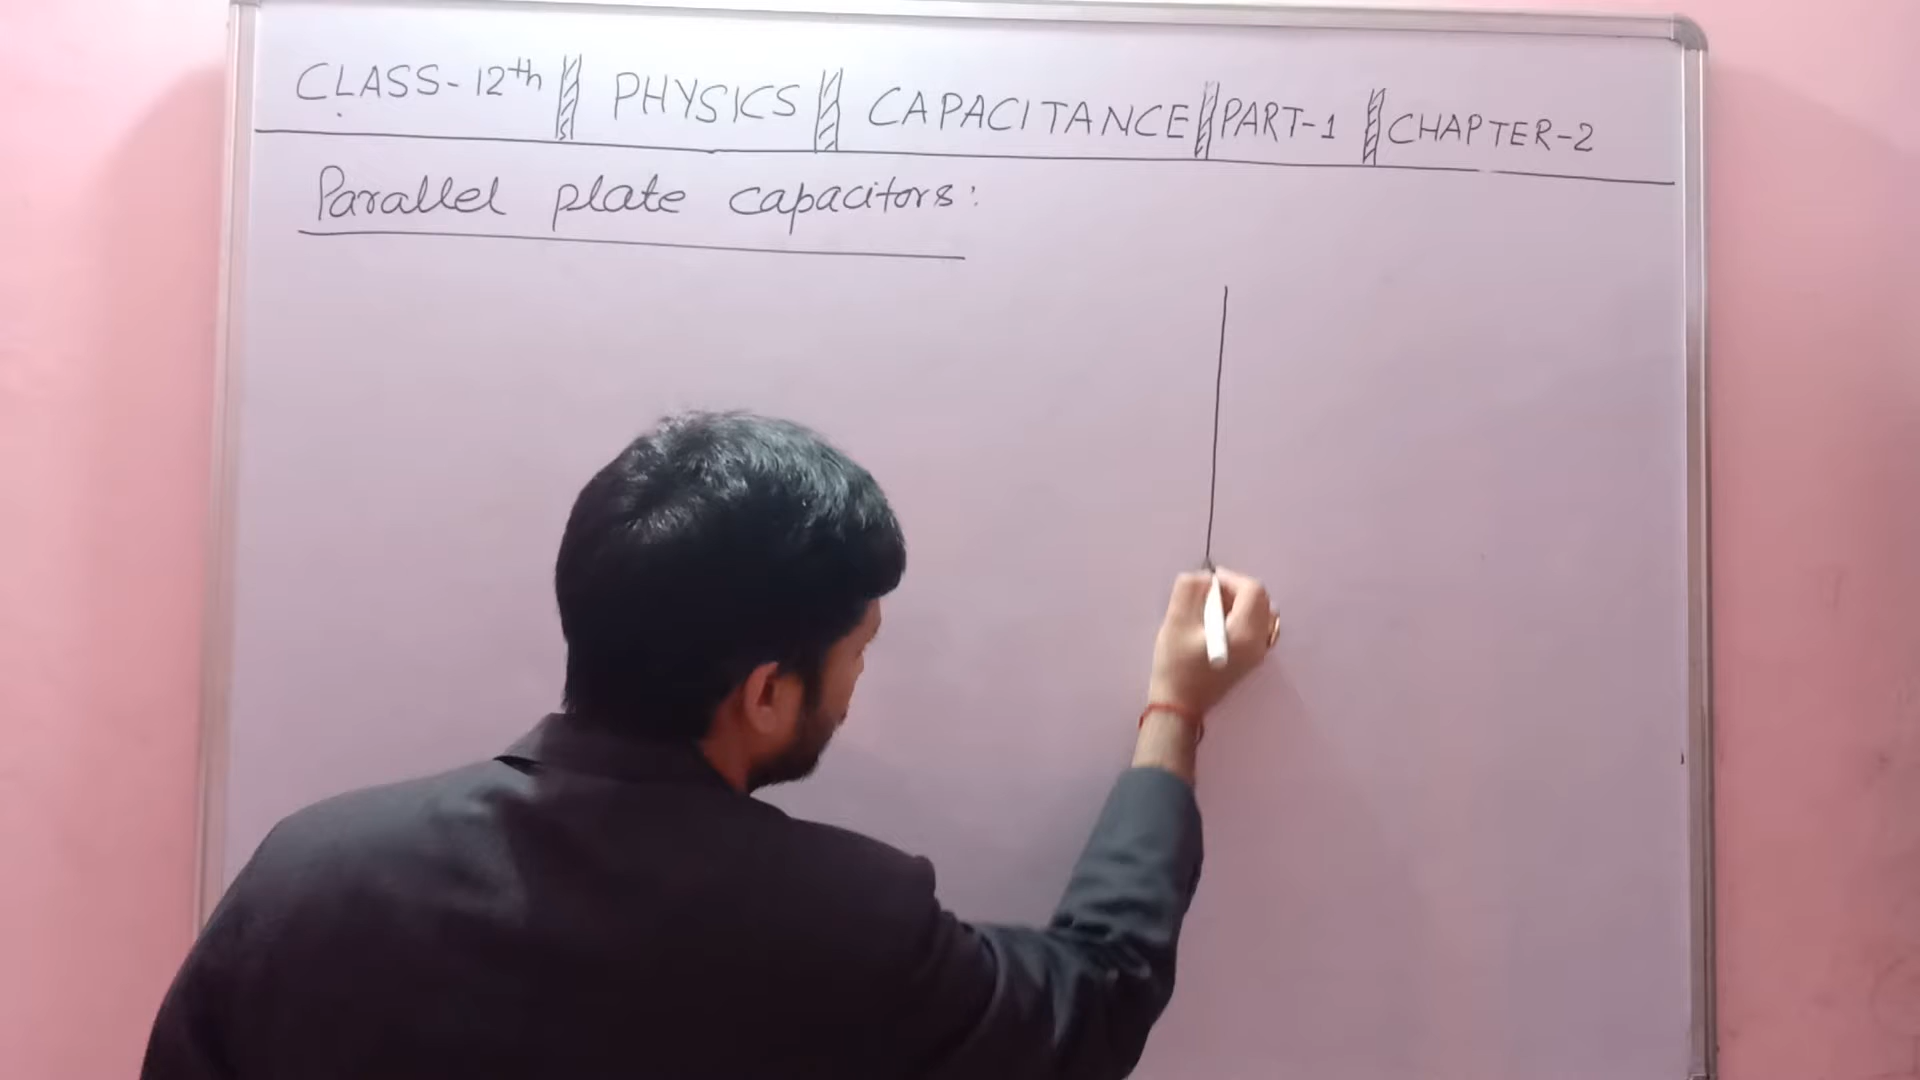 CLASS-12th || PHYSICS || CAPACITANCE || PART-1 || CHAPTER-2
Parallel plate capacitors: